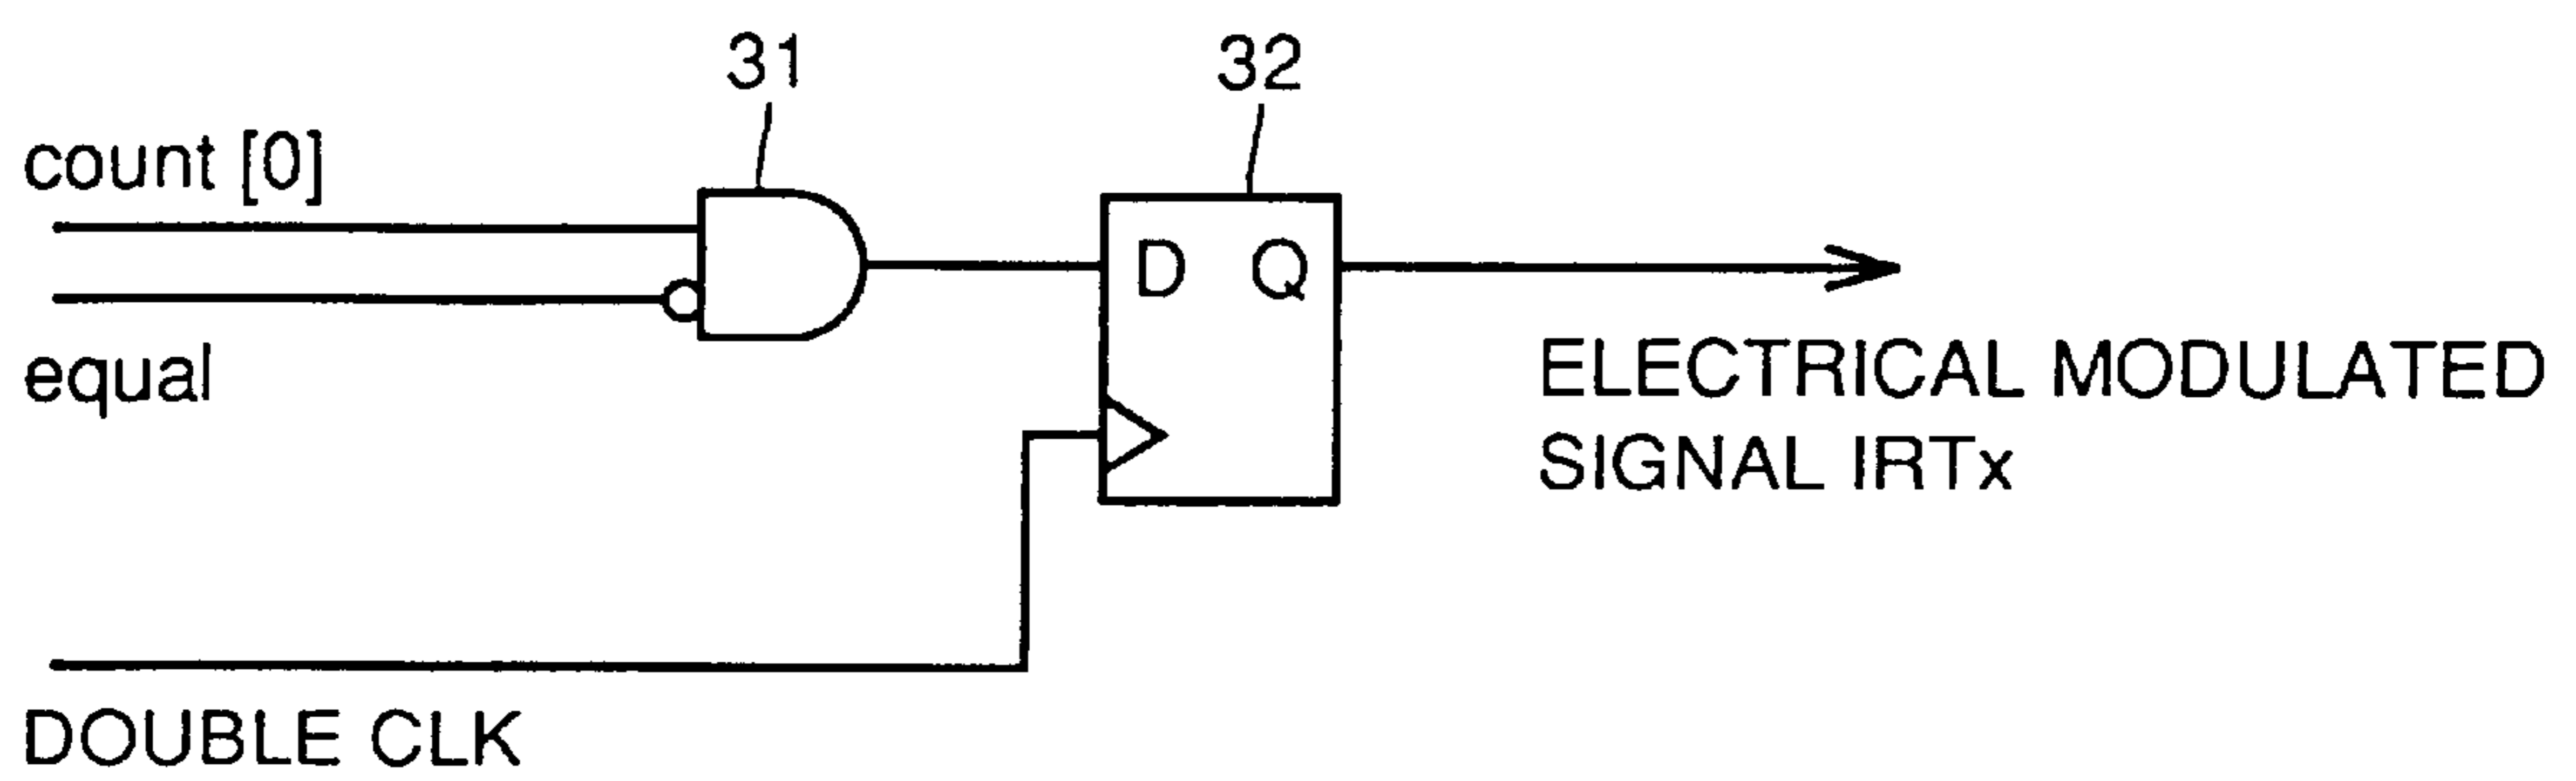 31
32
count [0]
equal
D Q
ELECTRICAL MODULATED
SIGNAL IRTx
DOUBLE CLK